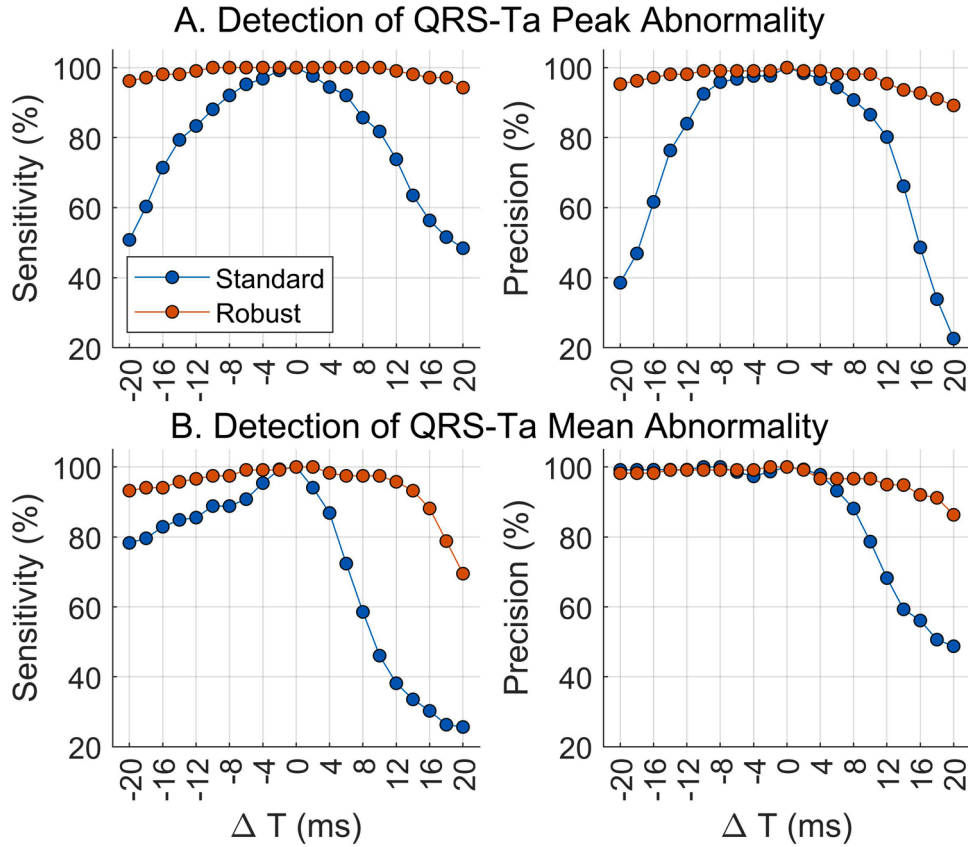 A. Detection of QRS-Ta Peak Abnormality
Sensitivity (%)
100
80
60
40
20
Standard
Robust
-20 -16 -12 -8 -4 0 4 8 12 16 20
Precision (%)
100
80
60
40
20
-20 -16 -12 -8 -4 0 4 8 12 16 20
B. Detection of QRS-Ta Mean Abnormality
Sensitivity (%)
100
80
60
40
20
-20 -16 -12 -8 -4 0 4 8 12 16 20
Δ T (ms)
Precision (%)
100
80
60
40
20
-20 -16 -12 -8 -4 0 4 8 12 16 20
Δ T (ms)